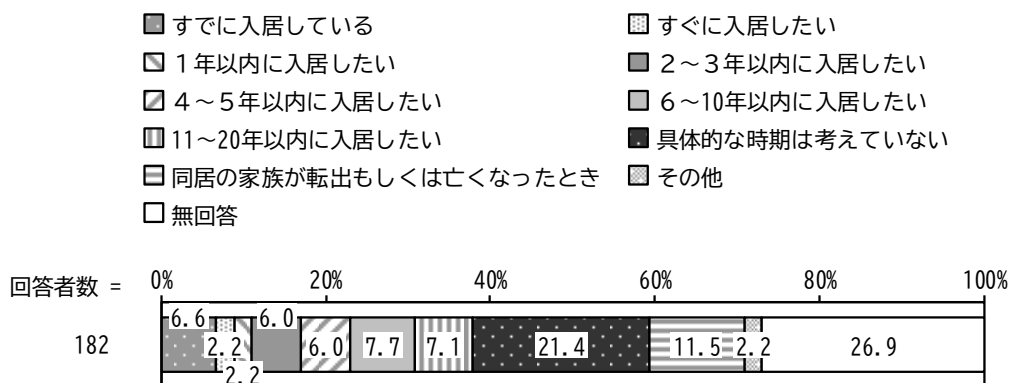 すでに入居している すぐに入居したい
1年以内に入居したい 2～3年以内に入居したい
4～5年以内に入居したい 6～10年以内に入居したい
11～20年以内に入居したい 具体的な時期は考えていない
同居の家族が転出もしくは亡くなったとき その他
無回答
回答者数 = 0% 20% 40% 60% 80% 100%
182 6.6 2.2 2.2 6.0 6.0 7.7 7.1 21.4 11.5 2.2 26.9